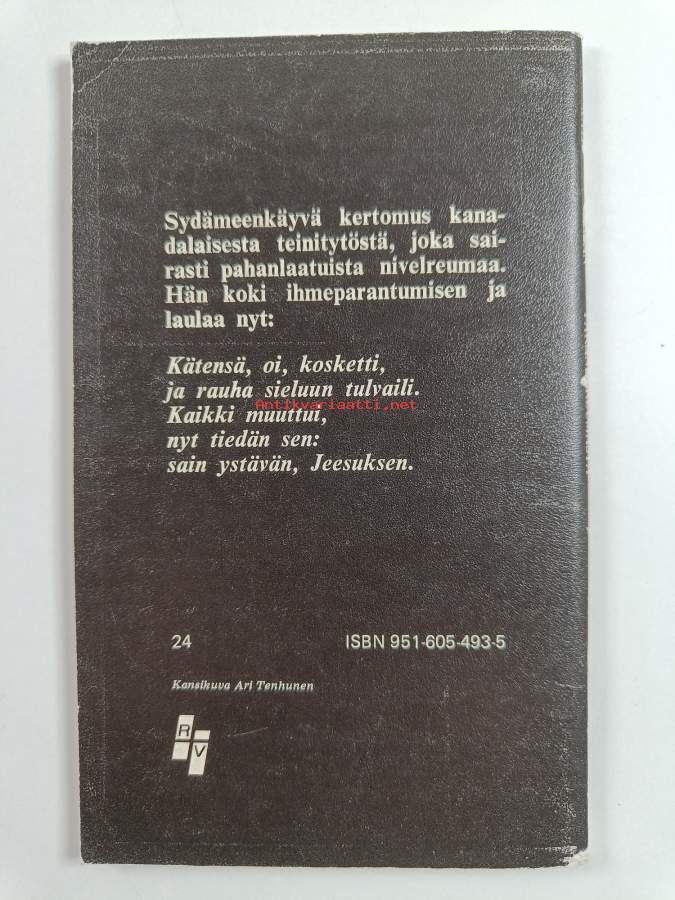 Sydämeenkäyvä kertomus kana-
dalaisesta teinitytöstä, joka sai-
rasti pahanlaatuista nivelreumaa.
Hän koki ihmeparantumisen ja
laulaa nyt:
Kätensä, oi, kosketti,
ja rauha sieluun tulvaili.
Antikvariaatti.net
Kaikki muuttui,
nyt tiedän sen:
sain ystävän, Jeesuksen.
24 ISBN 951-605-493-5
Kansikuva Ari Tenhunen
R
V